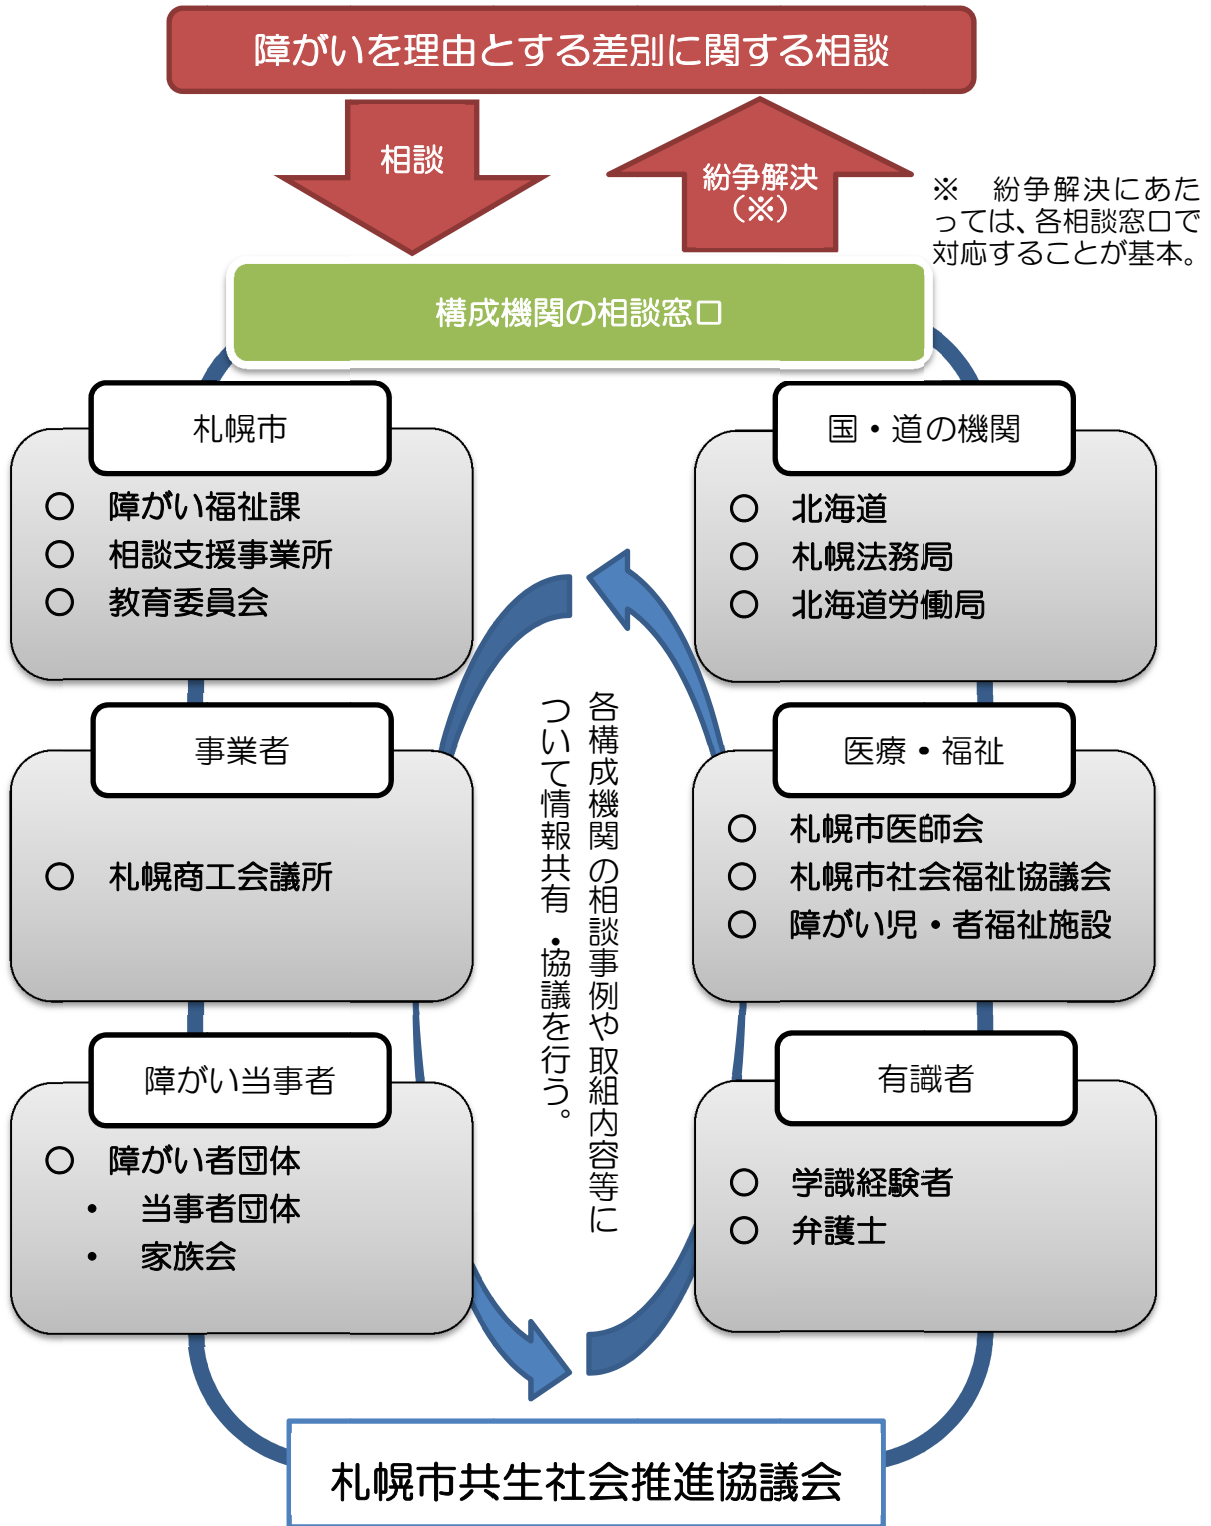 障がいを理由とする差別に関する相談
相談
紛争解決
（※）
※　紛争解決にあた
っては、各相談窓口で
対応することが基本。
構成機関の相談窓口
札幌市
○　障がい福祉課
○　相談支援事業所
○　教育委員会
国・道の機関
○　北海道
○　札幌法務局
○　北海道労働局
事業者
○　札幌商工会議所
医療・福祉
○　札幌市医師会
○　札幌市社会福祉協議会
○　障がい児・者福祉施設
各構成機関の相談事例や取組内容等に
ついて情報共有・協議を行う。
障がい当事者
○　障がい者団体
・　当事者団体
・　家族会
有識者
○　学識経験者
○　弁護士
札幌市共生社会推進協議会